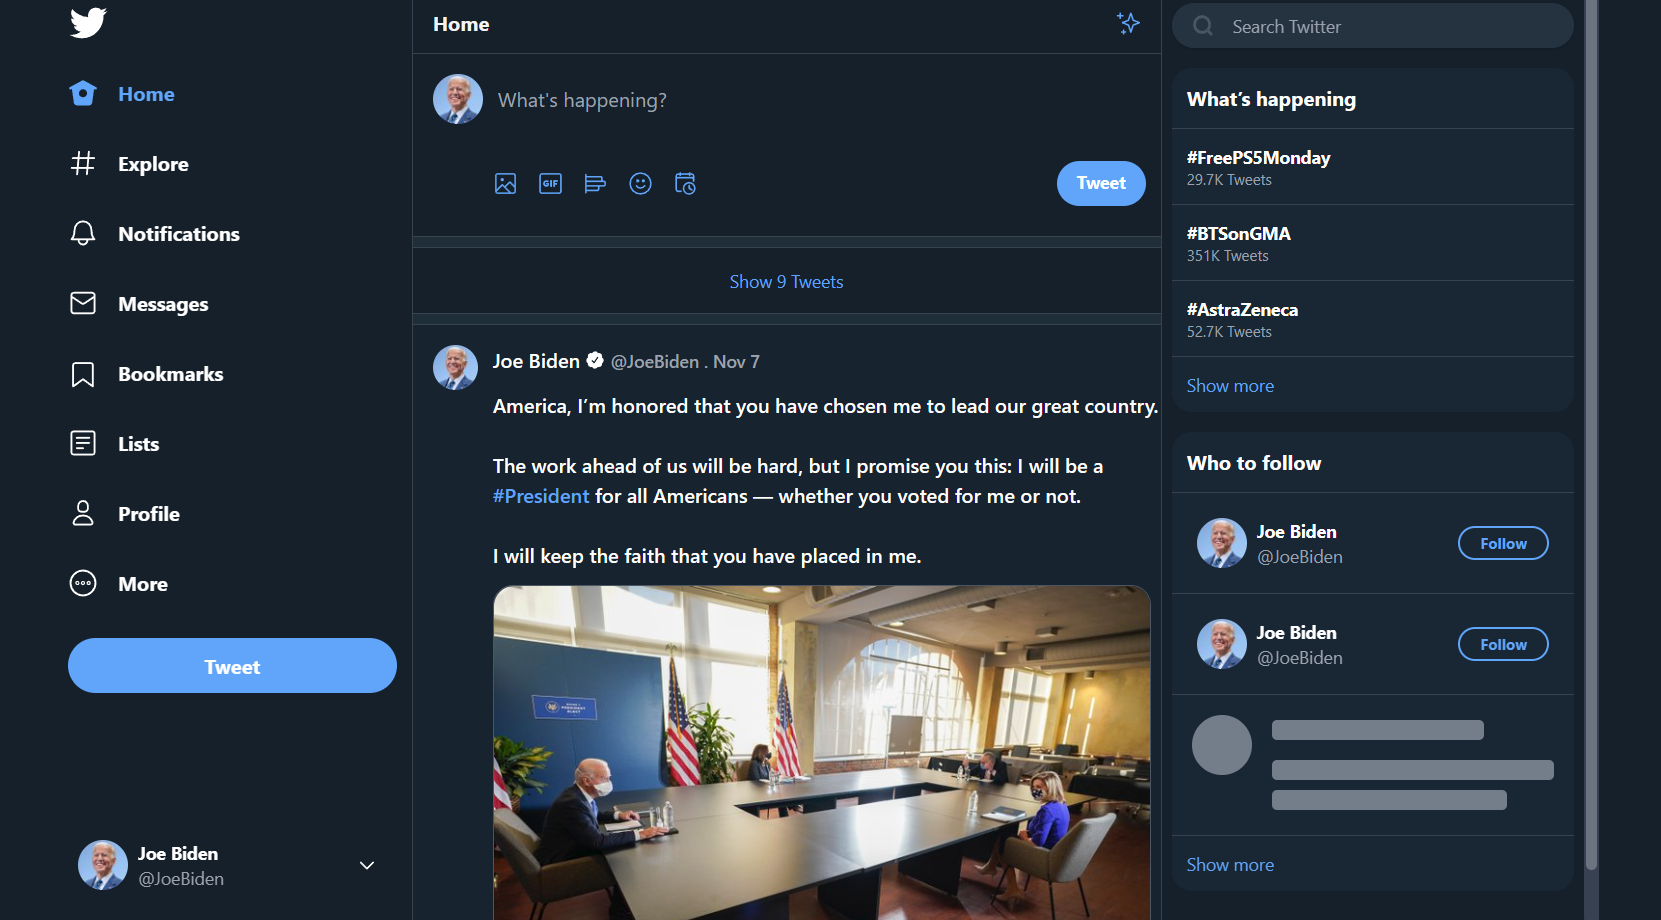 Home
Explore
Notifications
Messages
Bookmarks
Lists
Profile
More
Tweet
Joe Biden
@JoeBiden
Home
What's happening?
GIF
Tweet
Show 9 Tweets
Joe Biden @JoeBiden . Nov 7
America, I’m honored that you have chosen me to lead our great country.
The work ahead of us will be hard, but I promise you this: I will be a
#President for all Americans — whether you voted for me or not.
I will keep the faith that you have placed in me.
PRESIDENT
ELECT
Search Twitter
What’s happening
#FreePS5Monday
29.7K Tweets
#BTSonGMA
351K Tweets
#AstraZeneca
52.7K Tweets
Show more
Who to follow
Joe Biden
@JoeBiden
Follow
Joe Biden
@JoeBiden
Follow
Show more